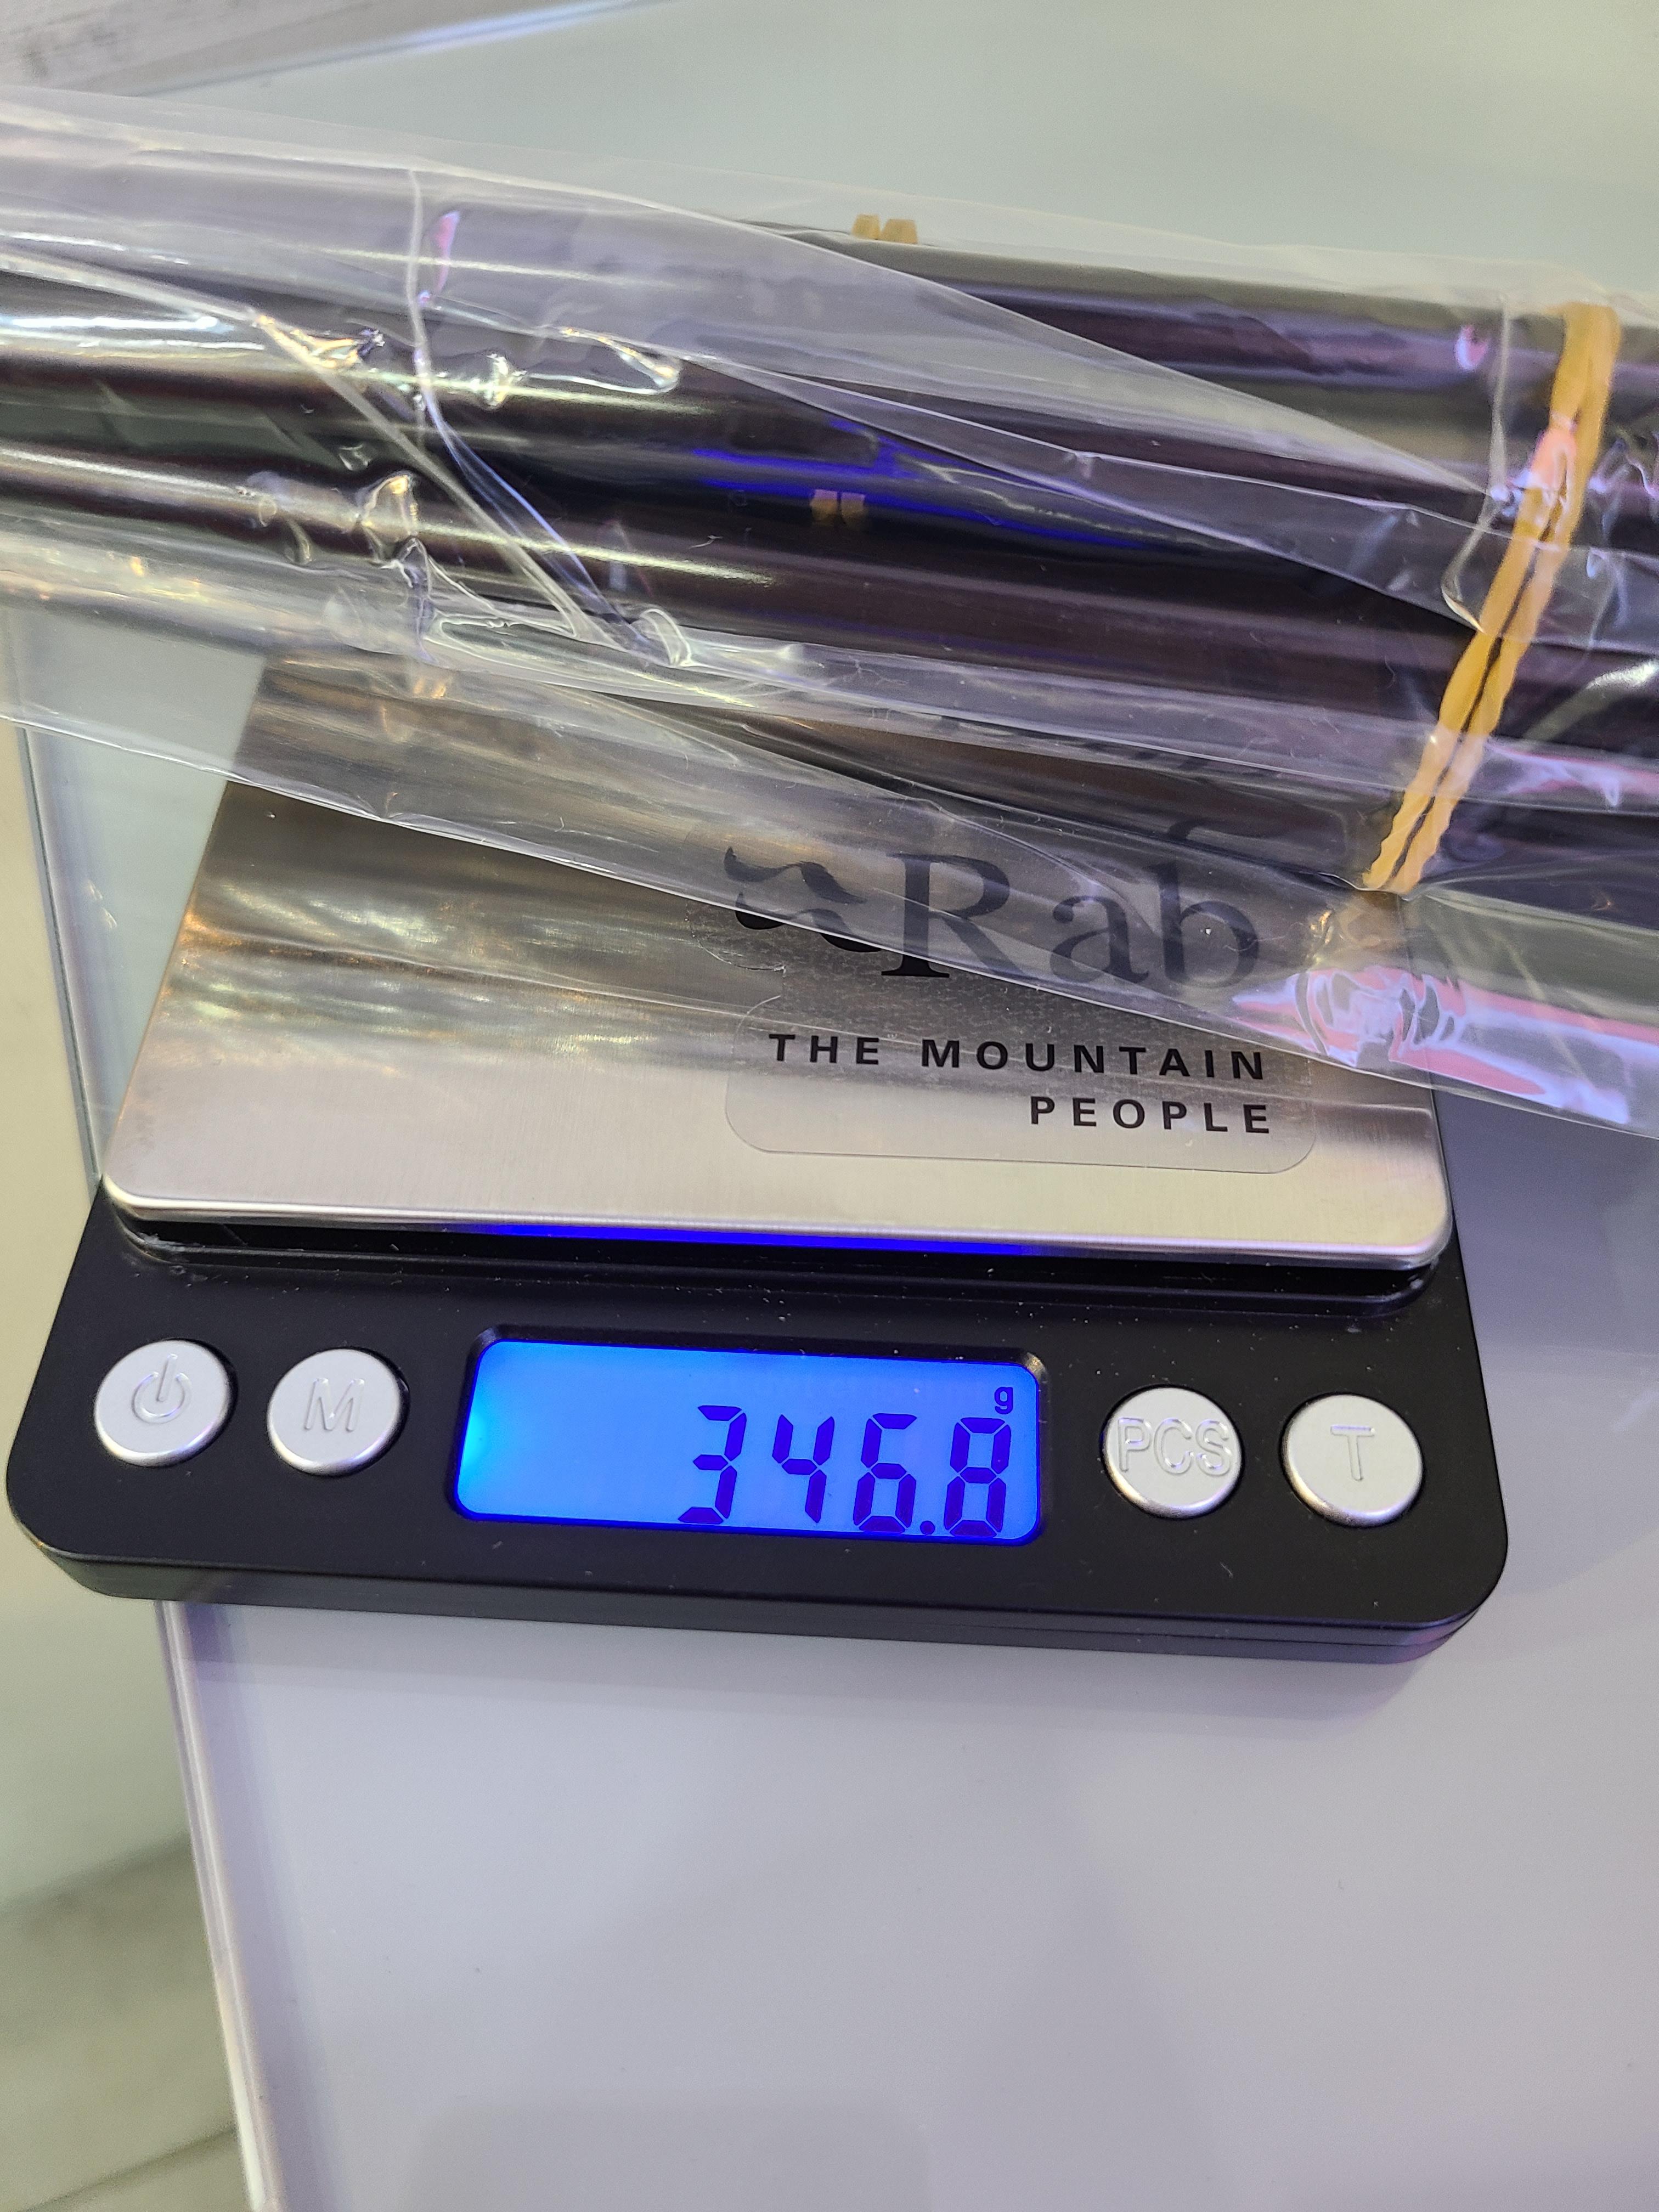 Rab
THE MOUNTAIN
PEOPLE
M
g
346.8
PCS
T